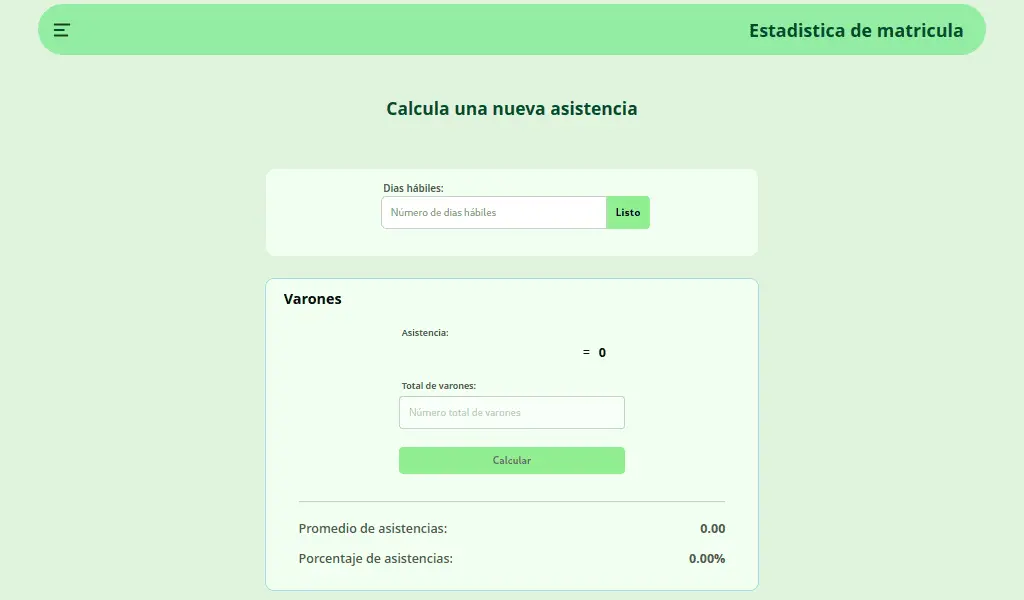 Estadistica de matricula
Calcula una nueva asistencia
Dias hábiles:
Número de dias hábiles Listo
Varones
Asistencia:
= 0
Total de varones:
Número total de varones
Calcular
Promedio de asistencias: 0.00
Porcentaje de asistencias: 0.00%